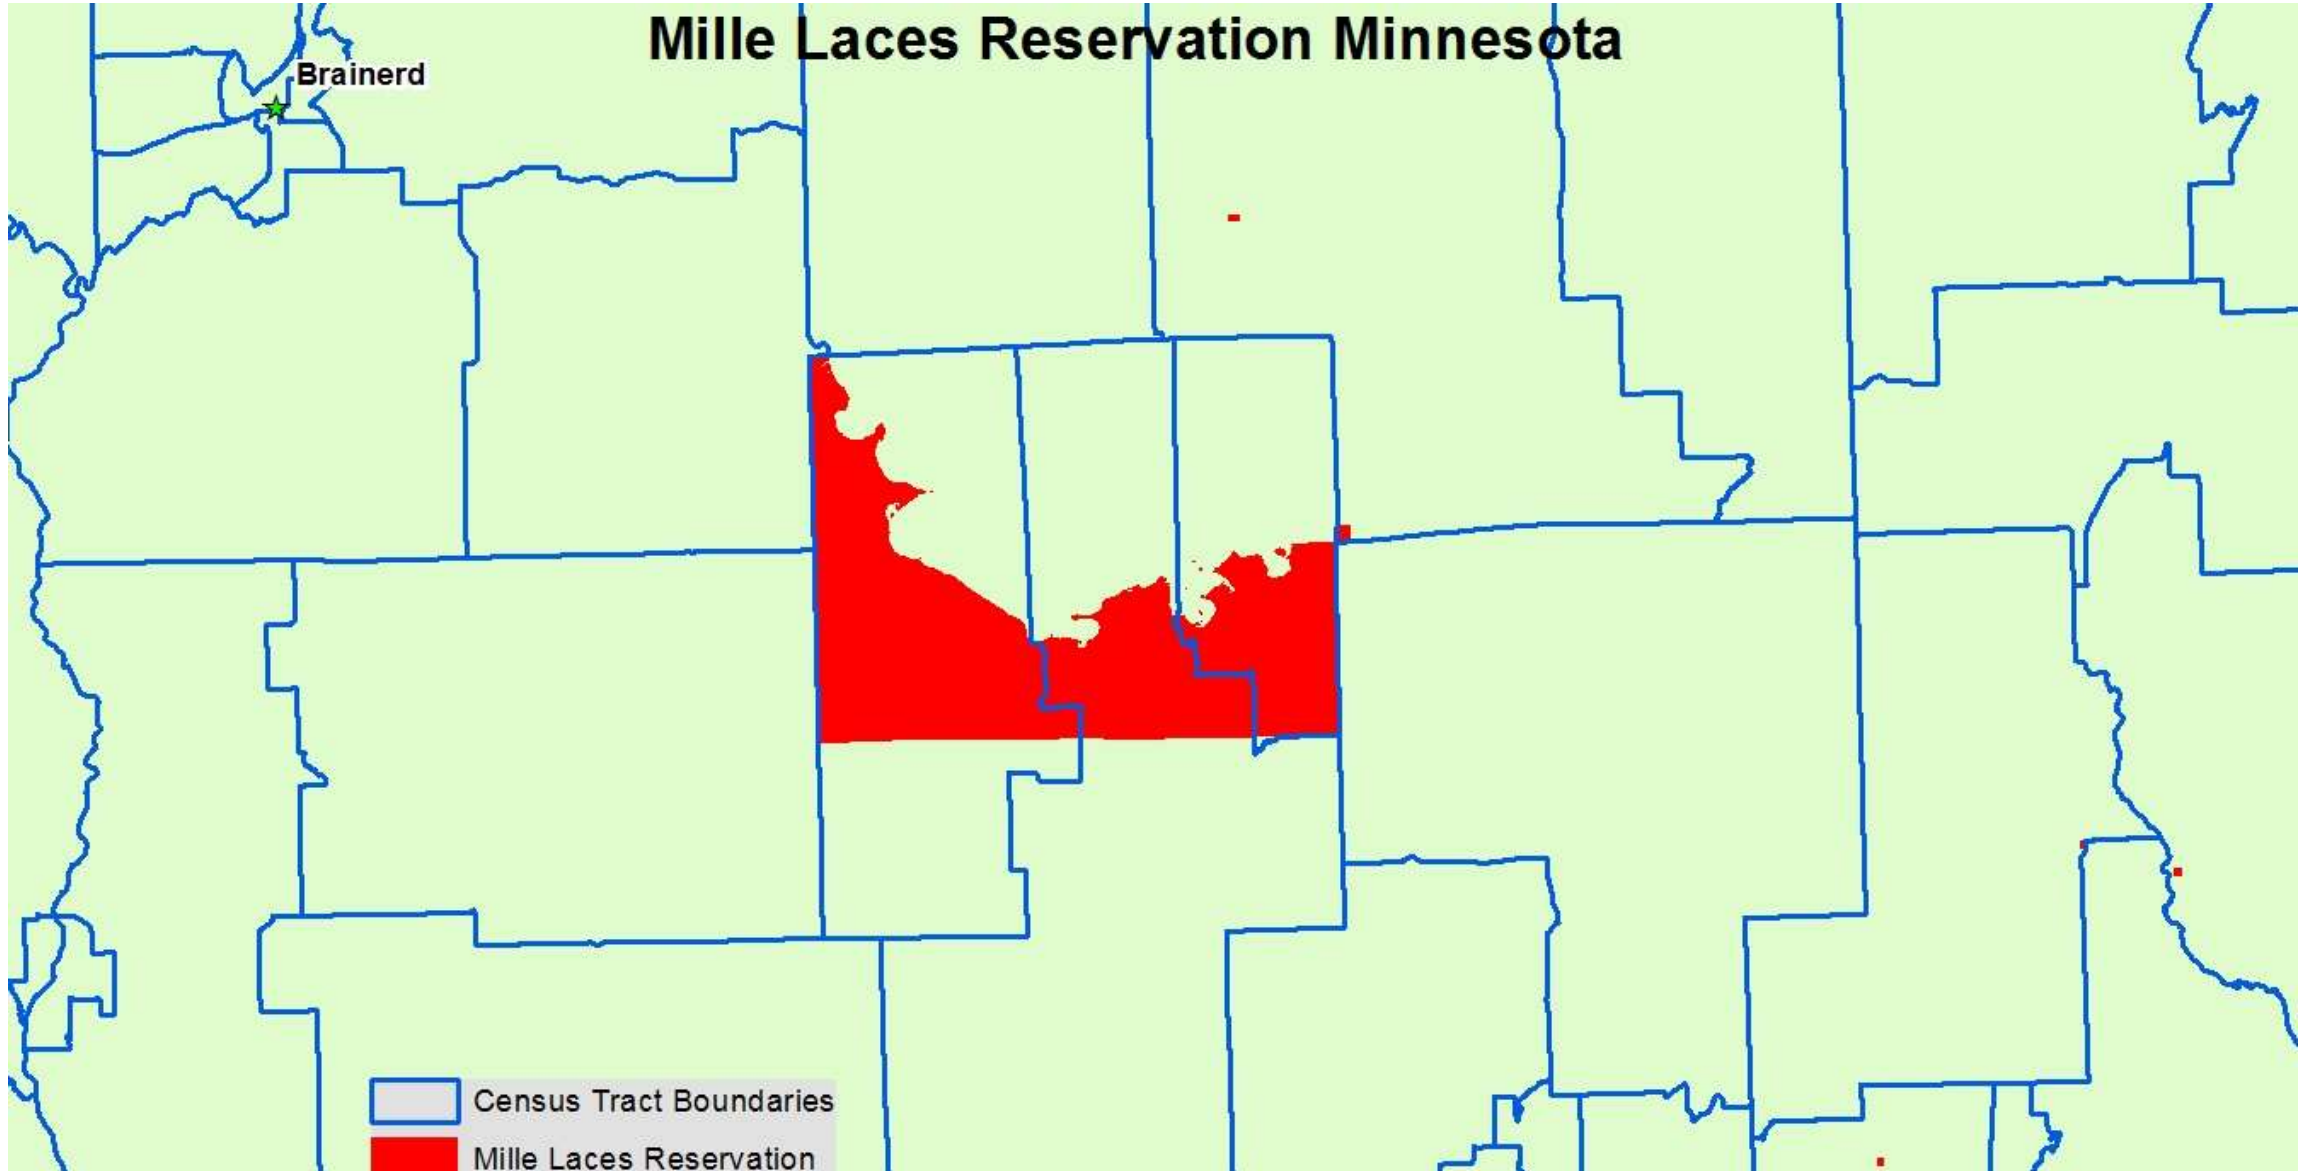 Mille Laces Reservation Minnesota
Brainerd
Census Tract Boundaries
Mille Laces Reservation